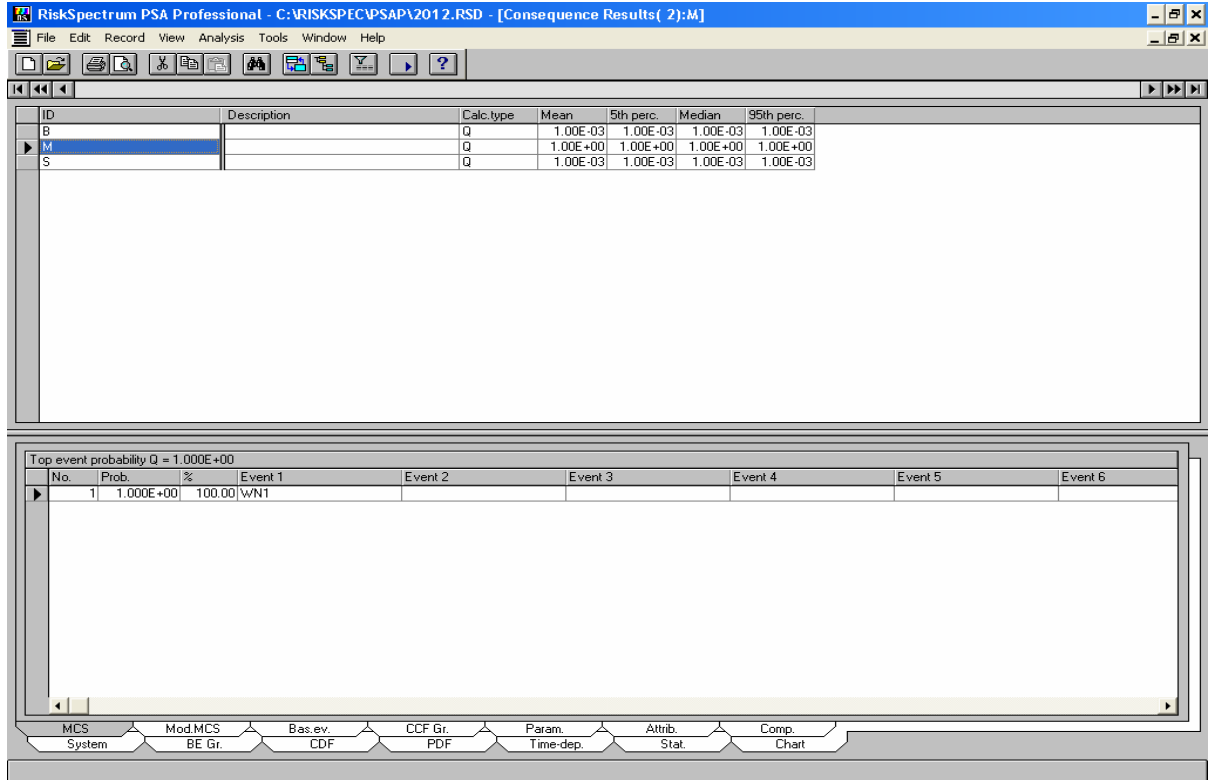 RiskSpectrum PSA Professional - C:\RISKSPEC\PSAP\2012.RSD - [Consequence Results( 2):M]
File Edit Record View Analysis Tools Window Help
ID Description Calc.type Mean 5th perc. Median 95th perc.
B Q 1.00E-03 1.00E-03 1.00E-03 1.00E-03
M Q 1.00E+00 1.00E+00 1.00E+00 1.00E+00
S Q 1.00E-03 1.00E-03 1.00E-03 1.00E-03
Top event probability Q = 1.000E+00
No. Prob. % Event 1 Event 2 Event 3 Event 4 Event 5 Event 6
1 1.000E+00 100.00 WN1
MCS Mod.MCS Bas.ev. CCF Gr. Param. Attrib. Comp.
System BE Gr. CDF PDF Time-dep. Stat. Chart